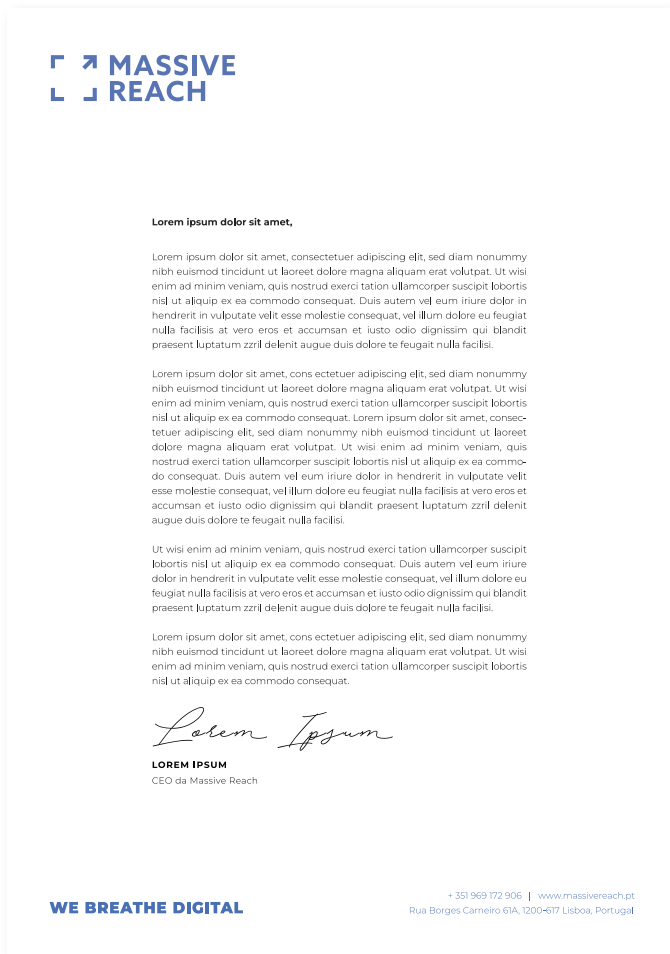 MASSIVE
REACH
Lorem ipsum dolor sit amet,
Lorem ipsum dolor sit amet, consectetuer adipiscing elit, sed diam nonummy
nibh euismod tincidunt ut laoreet dolore magna aliquam erat volutpat. Ut wisi
enim ad minim veniam, quis nostrud exerci tation ullamcorper suscipit lobortis
nisl ut aliquip ex ea commodo consequat. Duis autem vel eum iriure dolor in
hendrerit in vulputate velit esse molestie consequat, vel illum dolore eu feugiat
nulla facilisis at vero eros et accumsan et iusto odio dignissim qui blandit
praesent luptatum zzril delenit augue duis dolore te feugait nulla facilisi.
Lorem ipsum dolor sit amet, cons ectetuer adipiscing elit, sed diam nonummy
nibh euismod tincidunt ut laoreet dolore magna aliquam erat volutpat. Ut wisi
enim ad minim veniam, quis nostrud exerci tation ullamcorper suscipit lobortis
nisl ut aliquip ex ea commodo consequat. Lorem ipsum dolor sit amet, consec-
tetuer adipiscing elit, sed diam nonummy nibh euismod tincidunt ut laoreet
dolore magna aliquam erat volutpat. Ut wisi enim ad minim veniam, quis
nostrud exerci tation ullamcorper suscipit lobortis nisl ut aliquip ex ea commo-
do consequat. Duis autem vel eum iriure dolor in hendrerit in vulputate velit
esse molestie consequat, vel illum dolore eu feugiat nulla facilisis at vero eros et
accumsan et iusto odio dignissim qui blandit praesent luptatum zzril delenit
augue duis dolore te feugait nulla facilisi.
Ut wisi enim ad minim veniam, quis nostrud exerci tation ullamcorper suscipit
lobortis nisl ut aliquip ex ea commodo consequat. Duis autem vel eum iriure
dolor in hendrerit in vulputate velit esse molestie consequat, vel illum dolore eu
feugiat nulla facilisis at vero eros et accumsan et iusto odio dignissim qui blandit
praesent luptatum zzril delenit augue duis dolore te feugait nulla facilisi.
Lorem ipsum dolor sit amet, cons ectetuer adipiscing elit, sed diam nonummy
nibh euismod tincidunt ut laoreet dolore magna aliquam erat volutpat. Ut wisi
enim ad minim veniam, quis nostrud exerci tation ullamcorper suscipit lobortis
nisl ut aliquip ex ea commodo consequat.
Lorem Ipsum
LOREM IPSUM
CEO da Massive Reach
WE BREATHE DIGITAL
+ 351 969 172 906 | www.massivereach.pt
Rua Borges Carneiro 61A, 1200-617 Lisboa, Portugal